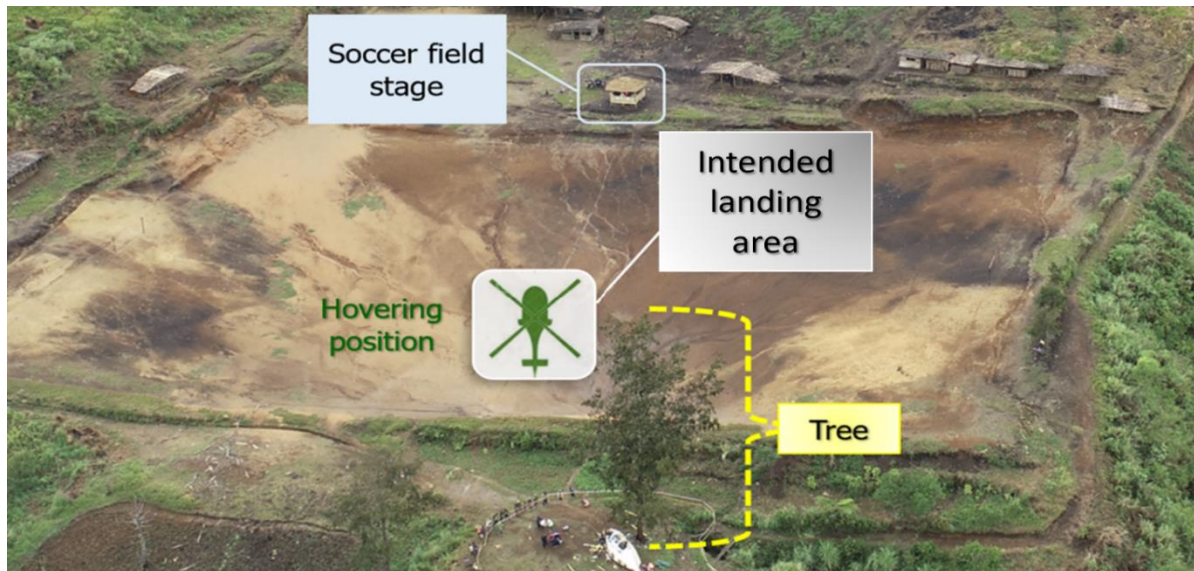 Soccer field
stage
Intended
landing
area
Hovering
position
Tree